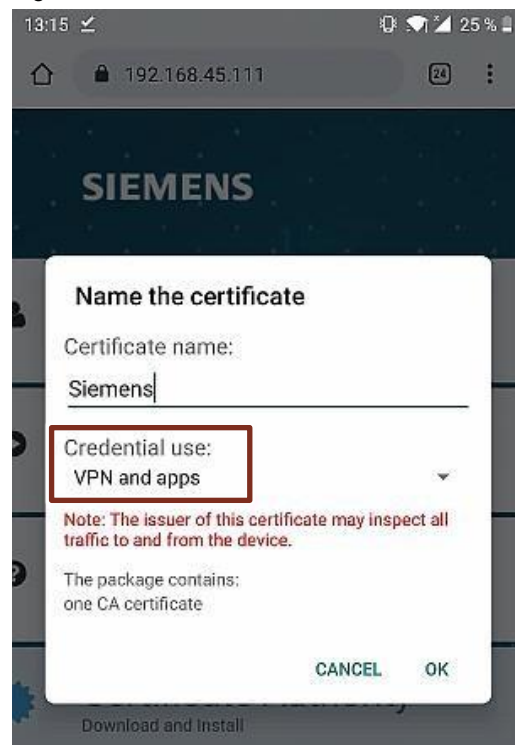 13:15 25 %
192.168.45.111 24
SIEMENS
Name the certificate
Certificate name:
Siemens
Credential use:
VPN and apps
Note: The issuer of this certificate may inspect all
traffic to and from the device.
The package contains:
one CA certificate
CANCEL OK
Download and Install